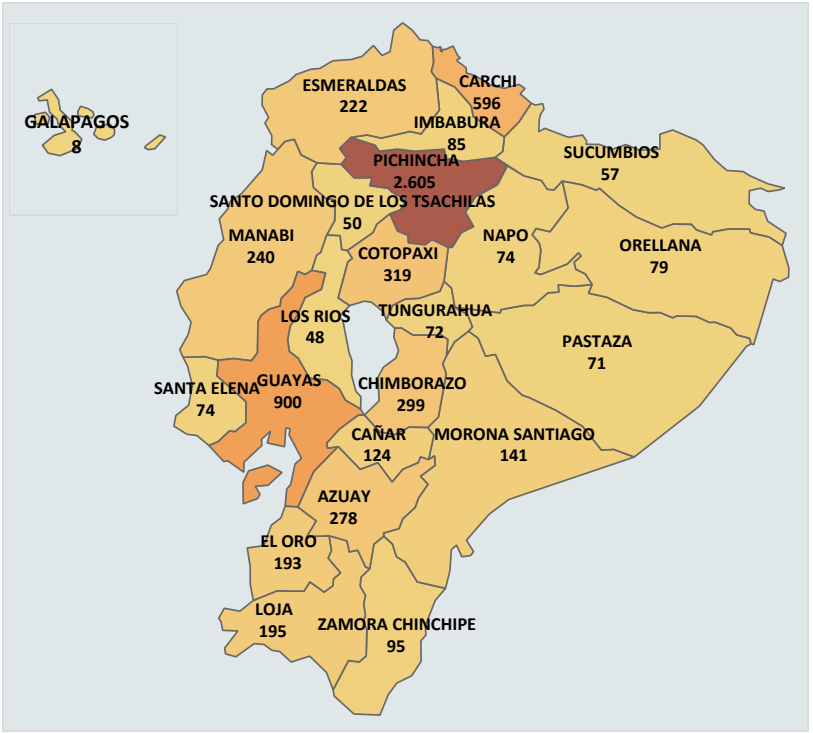 ESMERALDAS
222
CARCHI
596
GALAPAGOS
8
IMBABURA
85
PICHINCHA
2.605
SUCUMBIOS
57
SANTO DOMINGO DE LOS TSACHILAS
50
MANABI
240
COTOPAXI
319
NAPO
74
ORELLANA
79
LOS RIOS
48
TUNGURAHUA
72
PASTAZA
71
SANTA ELENA
74
GUAYAS
900
CHIMBORAZO
299
CAÑAR
124
MORONA SANTIAGO
141
AZUAY
278
EL ORO
193
LOJA
195
ZAMORA CHINCHIPE
95